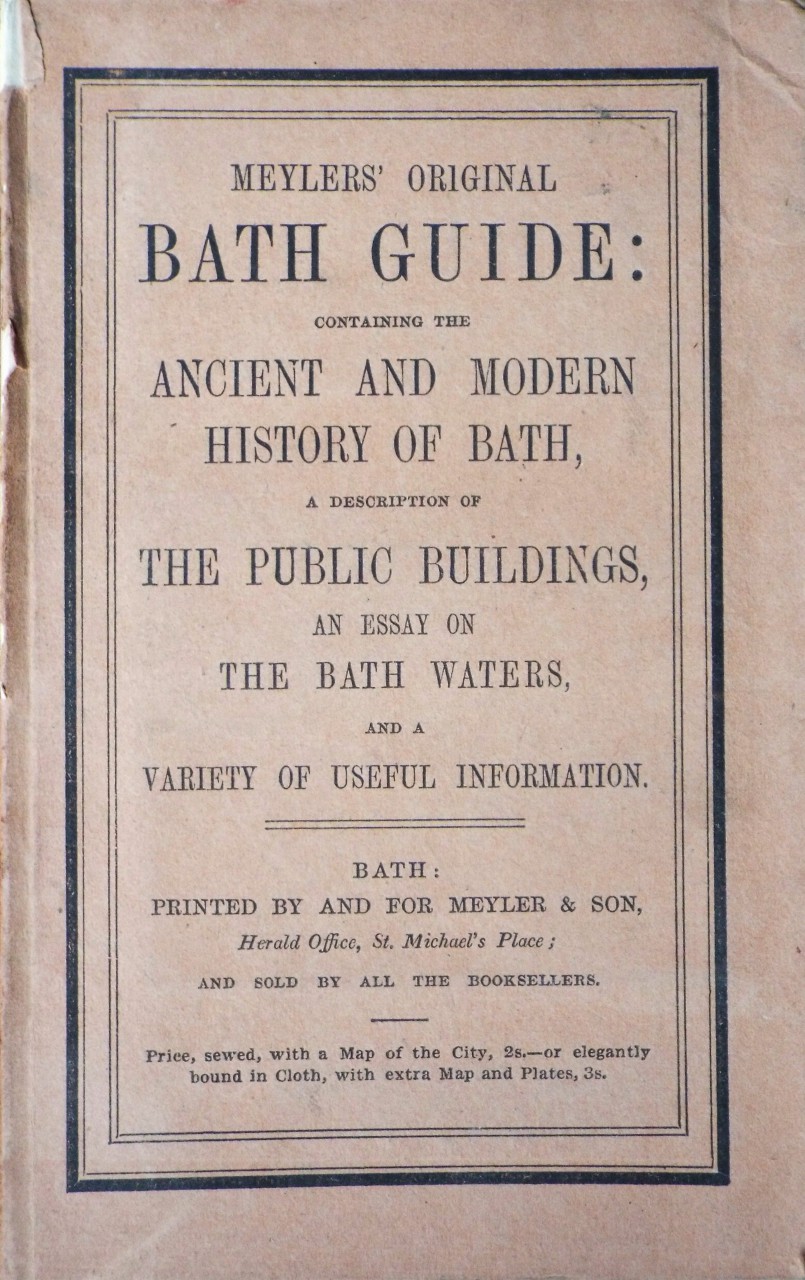 MEYLERS' ORIGINAL
BATH GUIDE:
CONTAINING THE
ANCIENT AND MODERN
HISTORY OF BATH,
A DESCRIPTION OF
THE PUBLIC BUILDINGS,
AN ESSAY ON
THE BATH WATERS,
AND A
VARIETY OF USEFUL INFORMATION.
BATH:
PRINTED BY AND FOR MEYLER & SON,
Herald Office, St. Michael's Place;
AND SOLD BY ALL THE BOOKSELLERS.
Price, sewed, with a Map of the City, 2s.—or elegantly
bound in Cloth, with extra Map and Plates, 3s.